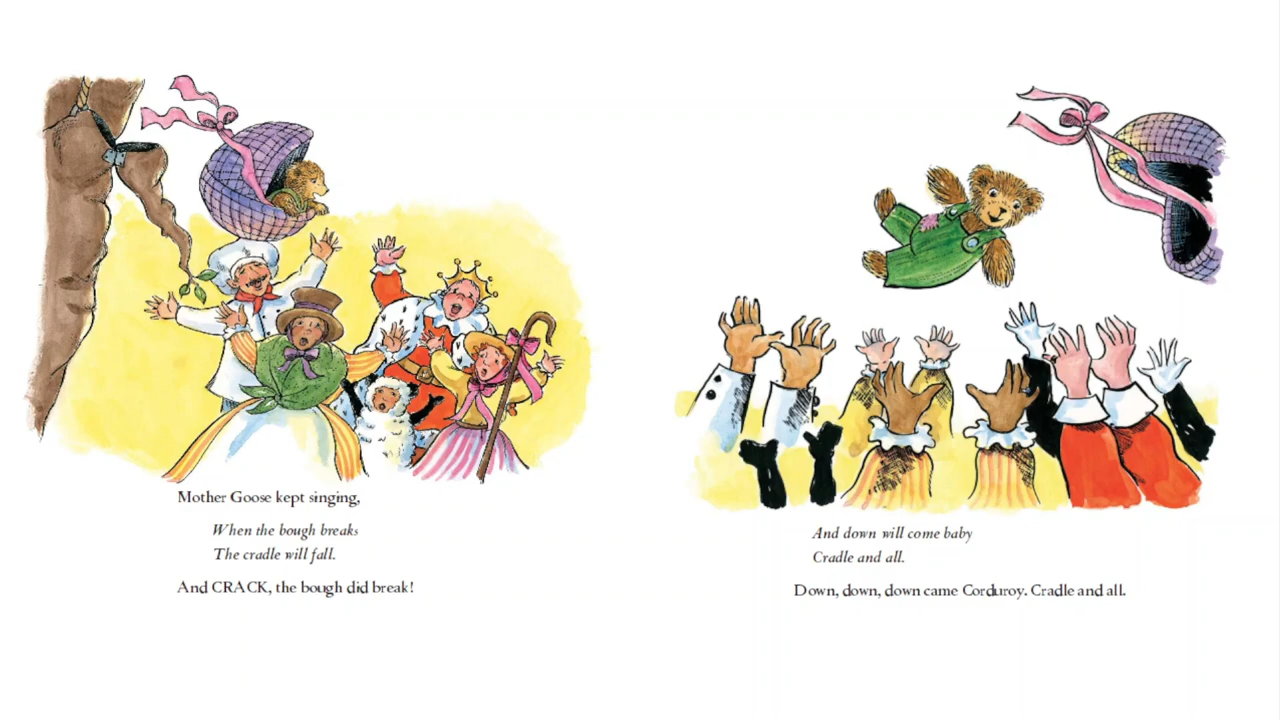 Mother Goose kept singing,
When the bough breaks
The cradle will fall.
And CRACK, the bough did break!
And down will come baby
Cradle and all.
Down, down, down came Corduroy. Cradle and all.